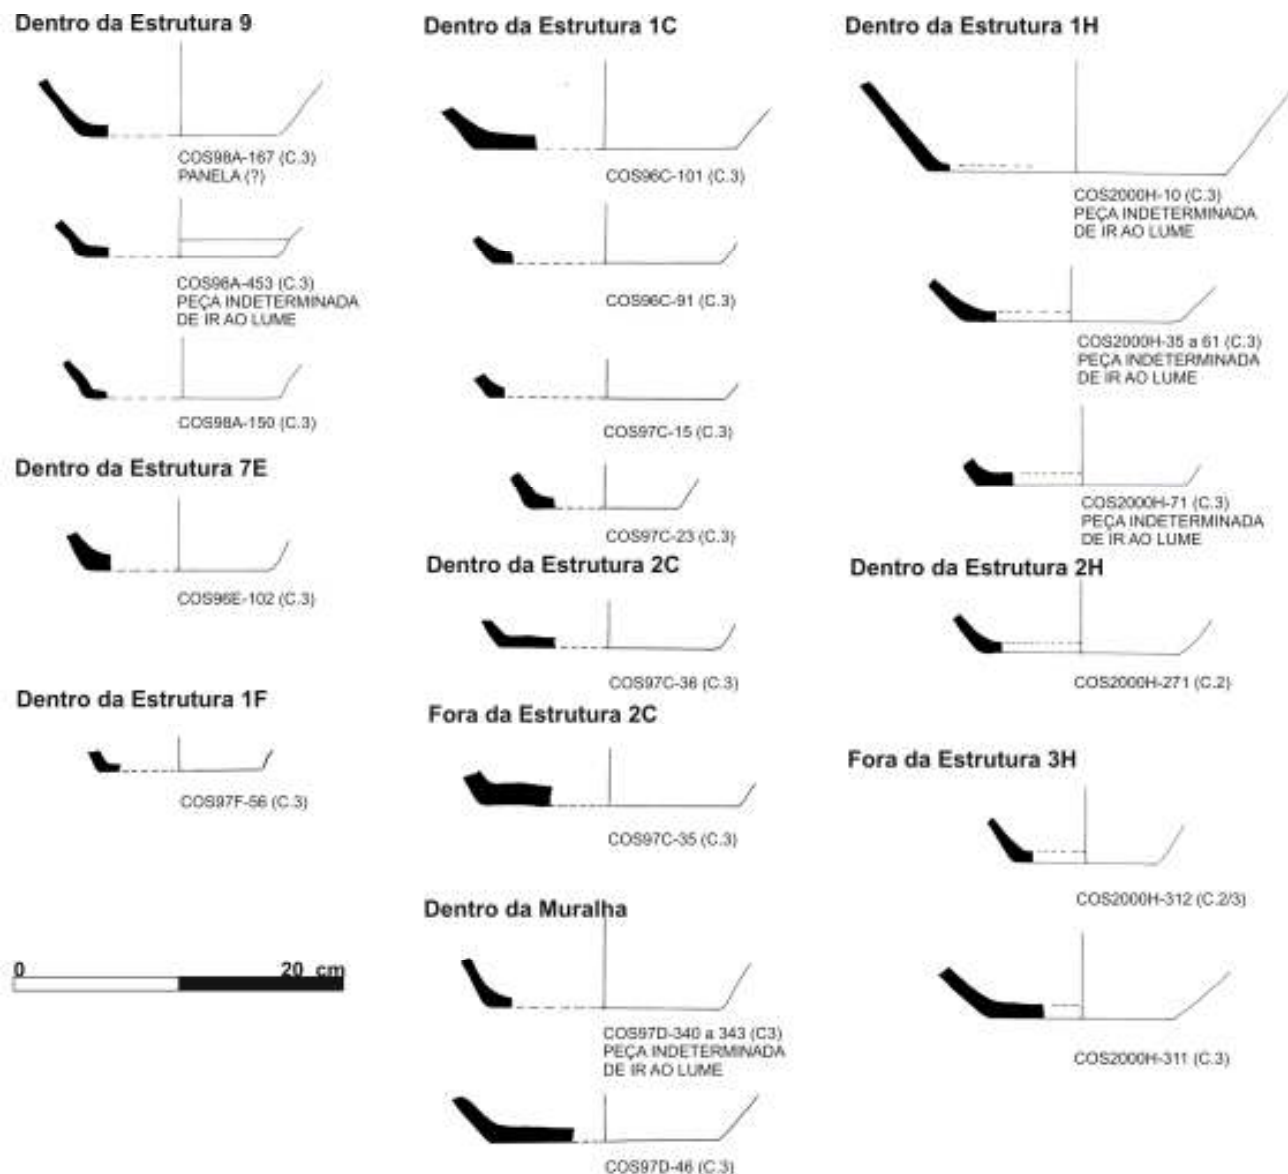 Dentro da Estrutura 9
COS98A-167 (C.3)
PANELA (?)
COS96A-453 (C.3)
PEÇA INDETERMINADA
DE IR AO LUME
COS98A-150 (C.3)
Dentro da Estrutura 7E
COS96E-102 (C.3)
Dentro da Estrutura 1F
COS97F-56 (C.3)
0 20 cm
Dentro da Estrutura 1C
COS96C-101 (C.3)
COS96C-91 (C.3)
COS97C-15 (C.3)
COS97C-23 (C.3)
Dentro da Estrutura 2C
COS97C-36 (C.3)
Fora da Estrutura 2C
COS97C-35 (C.3)
Dentro da Muralha
COS97D-340 a 343 (C3)
PEÇA INDETERMINADA
DE IR AO LUME
COS97D-46 (C.3)
Dentro da Estrutura 1H
COS2000H-10 (C.3)
PEÇA INDETERMINADA
DE IR AO LUME
COS2000H-35 a 61 (C.3)
PEÇA INDETERMINADA
DE IR AO LUME
COS2000H-71 (C.3)
PEÇA INDETERMINADA
DE IR AO LUME
Dentro da Estrutura 2H
COS2000H-271 (C.2)
Fora da Estrutura 3H
COS2000H-312 (C.2/3)
COS2000H-311 (C.3)